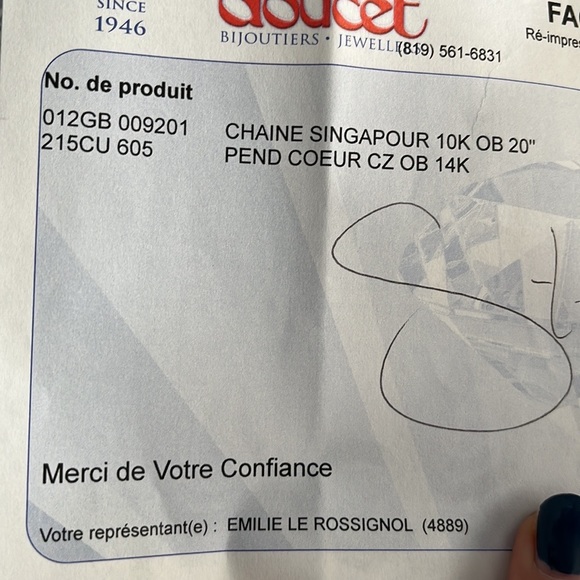 SINCE
1946
doucet
BIJOUTIERS • JEWELL
(819) 561-6831
Ré-impres
No. de produit
012GB 009201 CHAINE SINGAPOUR 10K OB 20"
215CU 605 PEND COEUR CZ OB 14K
Merci de Votre Confiance
Votre représentant(e) : EMILIE LE ROSSIGNOL (4889)